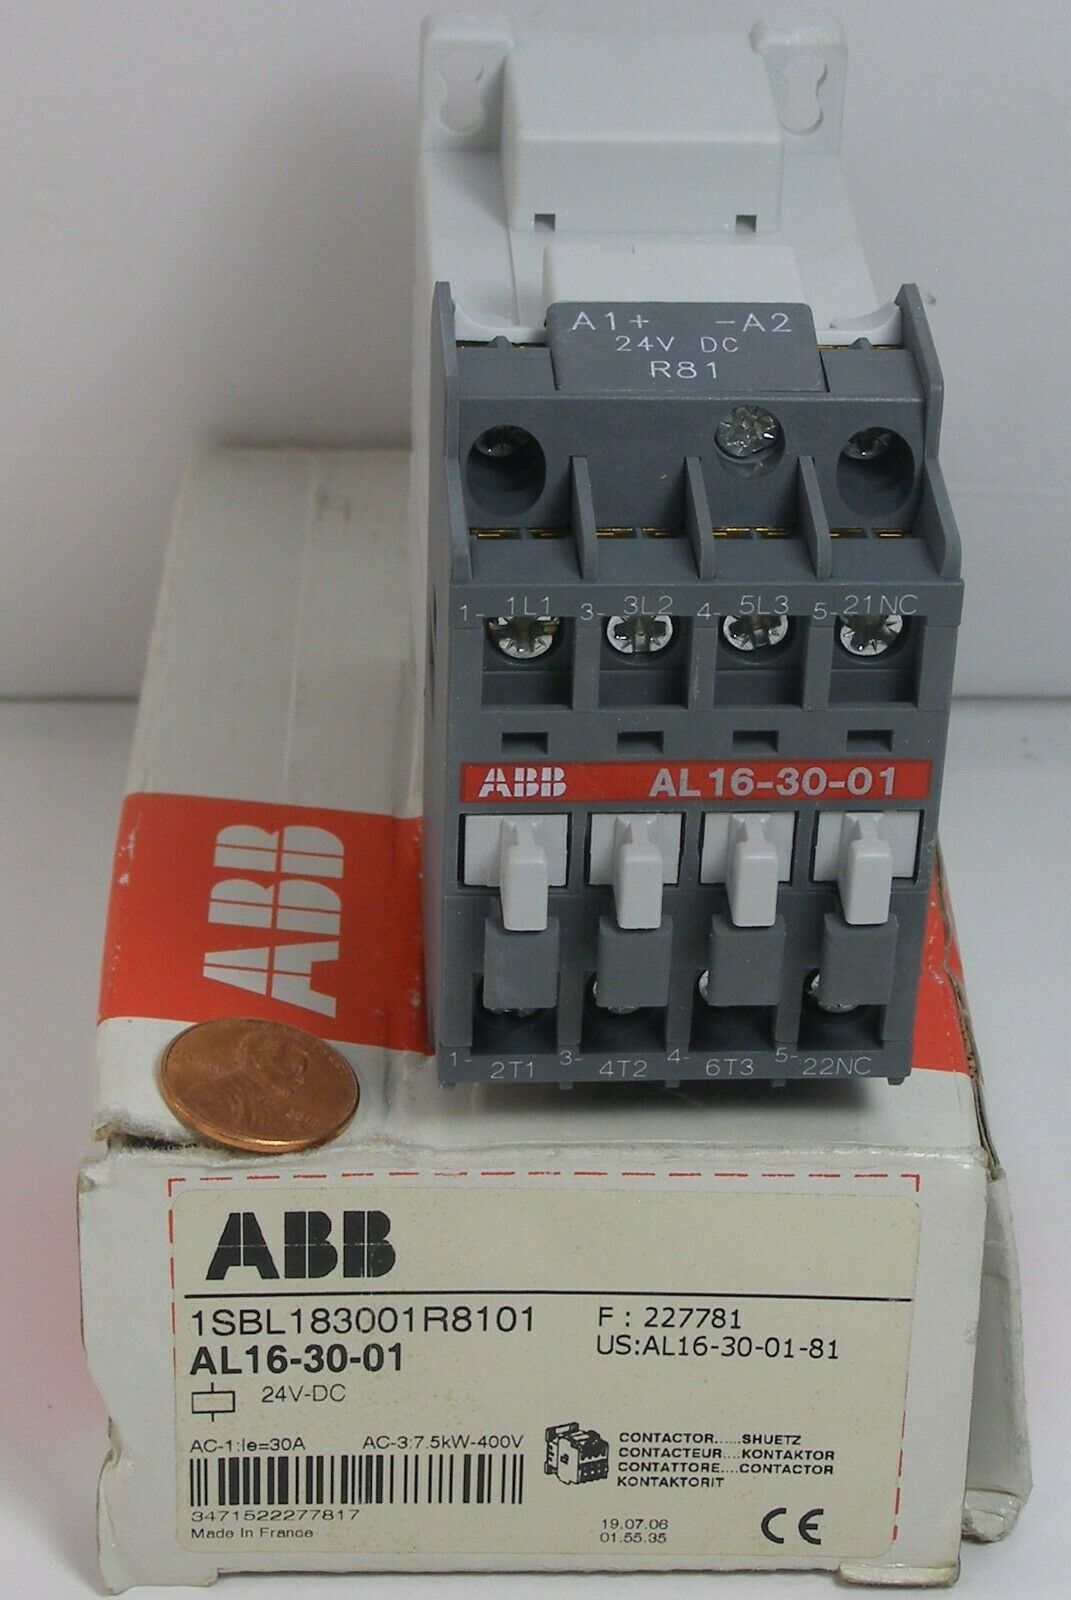 A1+ -A2
24V DC
R81
1- 1L1 3- 3L2 4- 5L3 5- 21NC
ABB AL16-30-01
1- 2T1 3- 4T2 4- 6T3 5- 22NC
ABB
ABB
1SBL183001R8101
AL16-30-01
24V-DC
F: 227781
US:AL16-30-01-81
AC-1:Ie=30A AC-3:7.5kW-400V
3471522277817
Made in France
CONTACTOR.....SHUETZ
CONTACTEUR...KONTAKTOR
CONTATTORE....CONTACTOR
KONTAKTORIT
19.07.06
01.55.35
CE